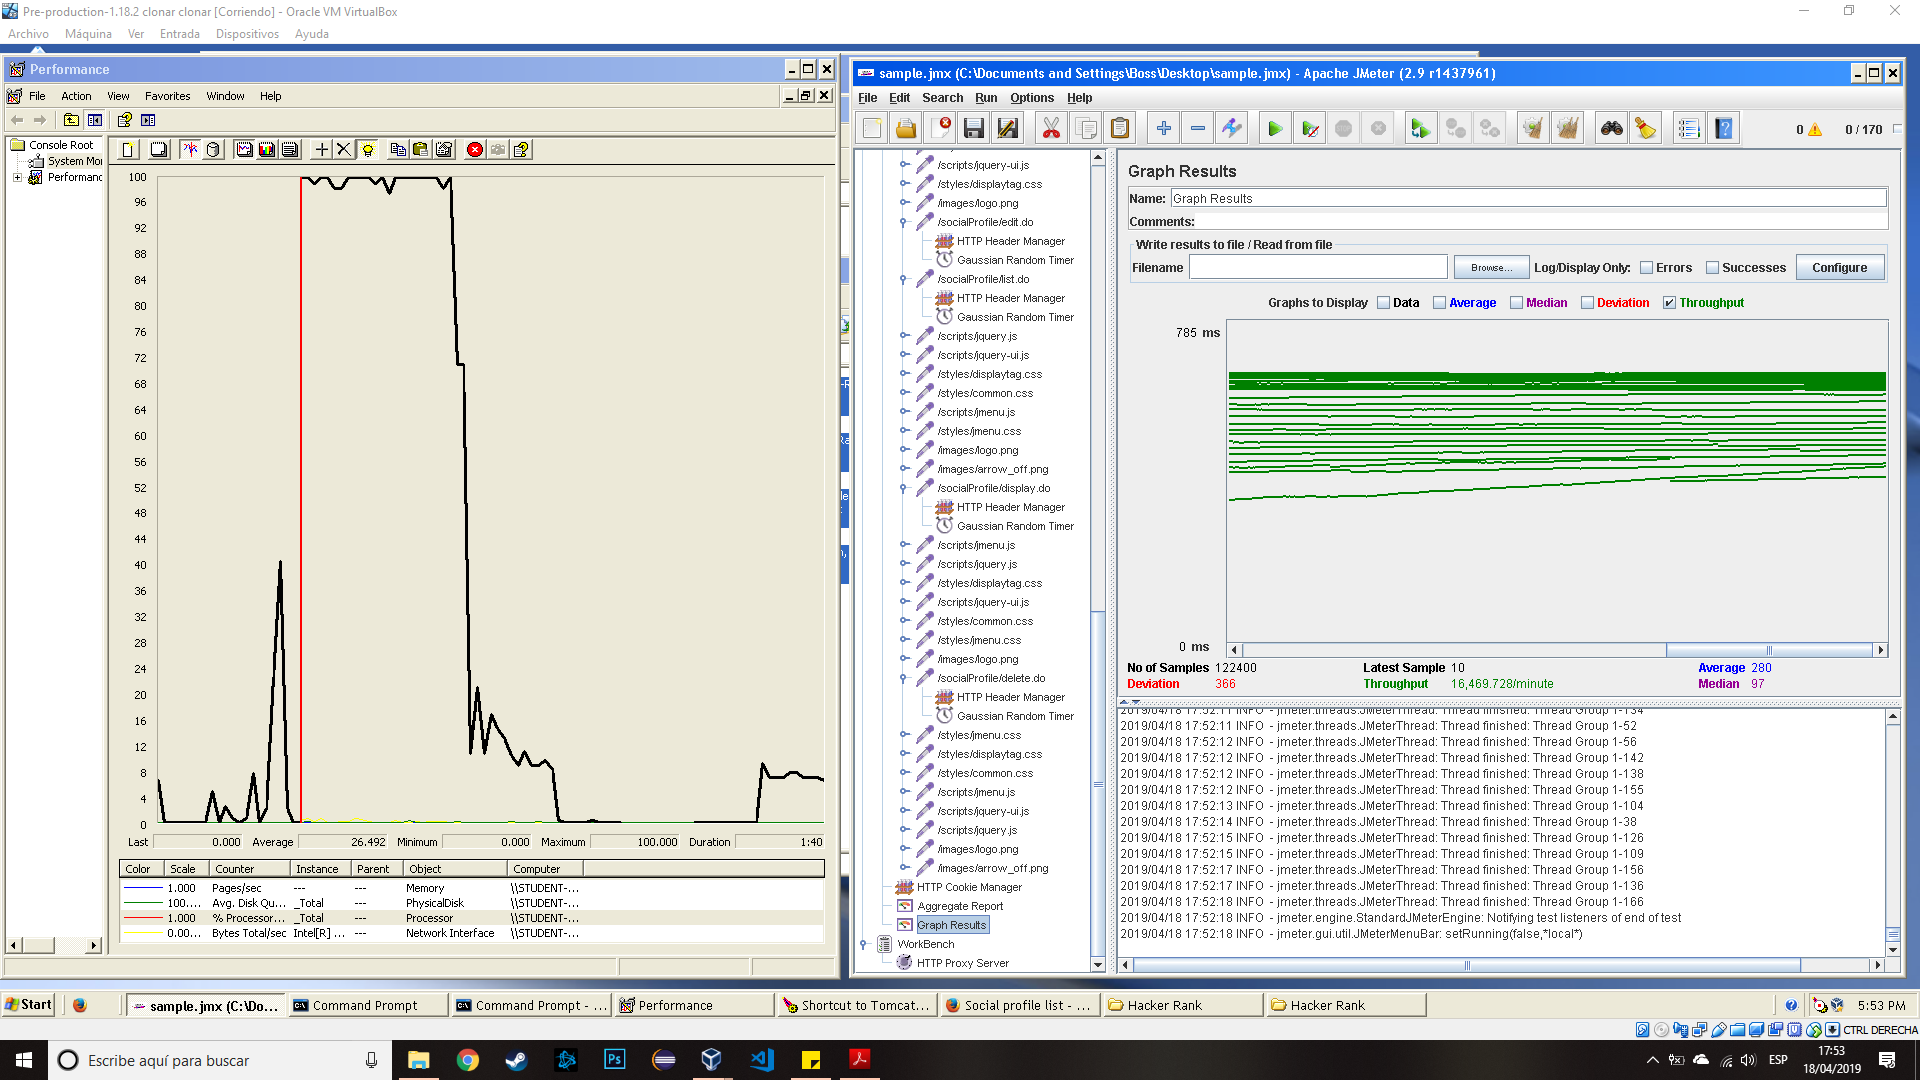 Pre-production-1.18.2 clonar clonar [Corriendo] - Oracle VM VirtualBox
Archivo Máquina Ver Entrada Dispositivos Ayuda
Performance
File Action View Favorites Window Help
Console Root
System Mo
Performanc
100
96
92
88
84
80
76
72
68
64
60
56
52
48
44
40
36
32
28
24
20
16
12
8
4
0
Last 0.000 Average 26.492 Minimum 0.000 Maximum 100.000 Duration 1:40
Color Scale Counter Instance Parent Object Computer
1.000 Pages/sec --- --- Memory \\STUDENT-...
100.... Avg. Disk Qu... _Total --- PhysicalDisk \\STUDENT-...
1.000 % Processor... _Total --- Processor \\STUDENT-...
0.00... Bytes Total/sec Intel[R] ... --- Network Interface \\STUDENT-...
sample.jmx (C:\Documents and Settings\Boss\Desktop\sample.jmx) - Apache JMeter (2.9 r1437961)
File Edit Search Run Options Help
0 0 / 170
/scripts/jquery-ui.js
/styles/displaytag.css
/images/logo.png
/socialProfile/edit.do
HTTP Header Manager
Gaussian Random Timer
/socialProfile/list.do
HTTP Header Manager
Gaussian Random Timer
/scripts/jquery.js
/scripts/jquery-ui.js
/styles/displaytag.css
/styles/common.css
/scripts/jmenu.js
/styles/jmenu.css
/images/logo.png
/images/arrow_off.png
/socialProfile/display.do
HTTP Header Manager
Gaussian Random Timer
/scripts/jmenu.js
/scripts/jquery.js
/styles/displaytag.css
/scripts/jquery-ui.js
/styles/common.css
/styles/jmenu.css
/images/logo.png
/socialProfile/delete.do
HTTP Header Manager
Gaussian Random Timer
/styles/jmenu.css
/styles/displaytag.css
/styles/common.css
/scripts/jmenu.js
/scripts/jquery-ui.js
/scripts/jquery.js
/images/logo.png
/images/arrow_off.png
HTTP Cookie Manager
Aggregate Report
Graph Results
WorkBench
HTTP Proxy Server
Graph Results
Name: Graph Results
Comments:
Write results to file / Read from file
Filename Browse... Log/Display Only: Errors Successes Configure
Graphs to Display Data Average Median Deviation Throughput
785 ms
0 ms
No of Samples 122400 Latest Sample 10 Average 280
Deviation 366 Throughput 16,469.728/minute Median 97
2019/04/18 17:52:11 INFO - jmeter.threads.JMeterThread: Thread finished: Thread Group 1-134
2019/04/18 17:52:11 INFO - jmeter.threads.JMeterThread: Thread finished: Thread Group 1-52
2019/04/18 17:52:12 INFO - jmeter.threads.JMeterThread: Thread finished: Thread Group 1-56
2019/04/18 17:52:12 INFO - jmeter.threads.JMeterThread: Thread finished: Thread Group 1-142
2019/04/18 17:52:12 INFO - jmeter.threads.JMeterThread: Thread finished: Thread Group 1-138
2019/04/18 17:52:12 INFO - jmeter.threads.JMeterThread: Thread finished: Thread Group 1-155
2019/04/18 17:52:13 INFO - jmeter.threads.JMeterThread: Thread finished: Thread Group 1-104
2019/04/18 17:52:14 INFO - jmeter.threads.JMeterThread: Thread finished: Thread Group 1-38
2019/04/18 17:52:15 INFO - jmeter.threads.JMeterThread: Thread finished: Thread Group 1-126
2019/04/18 17:52:15 INFO - jmeter.threads.JMeterThread: Thread finished: Thread Group 1-109
2019/04/18 17:52:17 INFO - jmeter.threads.JMeterThread: Thread finished: Thread Group 1-156
2019/04/18 17:52:17 INFO - jmeter.threads.JMeterThread: Thread finished: Thread Group 1-136
2019/04/18 17:52:18 INFO - jmeter.threads.JMeterThread: Thread finished: Thread Group 1-166
2019/04/18 17:52:18 INFO - jmeter.engine.StandardJMeterEngine: Notifying test listeners of end of test
2019/04/18 17:52:18 INFO - jmeter.gui.util.JMeterMenuBar: setRunning(false,*local*)
Start sample.jmx (C:\Do... Command Prompt Command Prompt - ... Performance Shortcut to Tomcat... Social profile list - ... Hacker Rank Hacker Rank 5:53 PM
CTRL DERECHA
Escribe aquí para buscar
Ps
ESP
17:53
18/04/2019